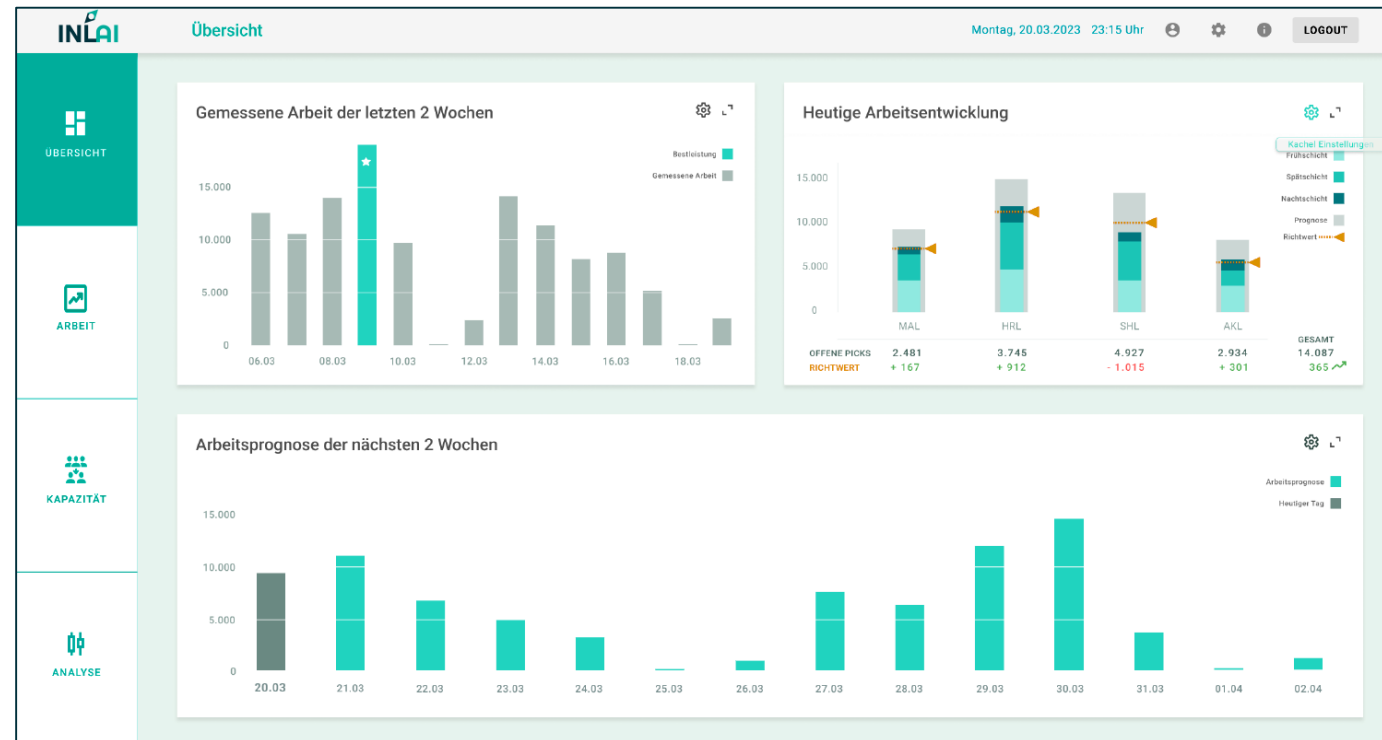 INLAI
Übersicht
Montag, 20.03.2023 23:15 Uhr
LOGOUT
ÜBERSICHT
ARBEIT
KAPAZITÄT
ANALYSE
Gemessene Arbeit der letzten 2 Wochen
Bestleistung
Gemessene Arbeit
15.000
10.000
5.000
0
06.03 08.03 10.03 12.03 14.03 16.03 18.03
Heutige Arbeitsentwicklung
Kachel Einstellungen
Frühschicht
Spätschicht
Nachtschicht
Prognose
Richtwert
15.000
10.000
5.000
0
MAL HRL SHL AKL
GESAMT
OFFENE PICKS 2.481 3.745 4.927 2.934 14.087
RICHTWERT + 167 + 912 - 1.015 + 301 365
Arbeitsprognose der nächsten 2 Wochen
Arbeitsprognose
Heutiger Tag
15.000
10.000
5.000
0
20.03 21.03 22.03 23.03 24.03 25.03 26.03 27.03 28.03 29.03 30.03 31.03 01.04 02.04